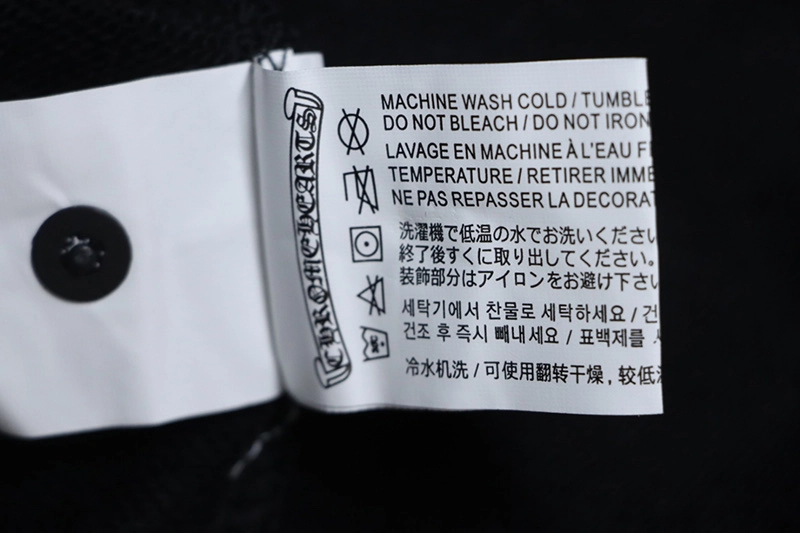 CHROME HEARTS
MACHINE WASH COLD / TUMBLE
DO NOT BLEACH / DO NOT IRON
LAVAGE EN MACHINE À L'EAU
TEMPERATURE / RETIRER IMME
NE PAS REPASSER LA DECORAT
洗濯機で低温の水でお洗いください
終了後すぐに取り出してください。
装飾部分はアイロンをお避け下さい
세탁기에서 찬물로 세탁하세요 / 건
건조 후 즉시 빼내세요 / 표백제를
冷水机洗 / 可使用翻转干燥, 较低